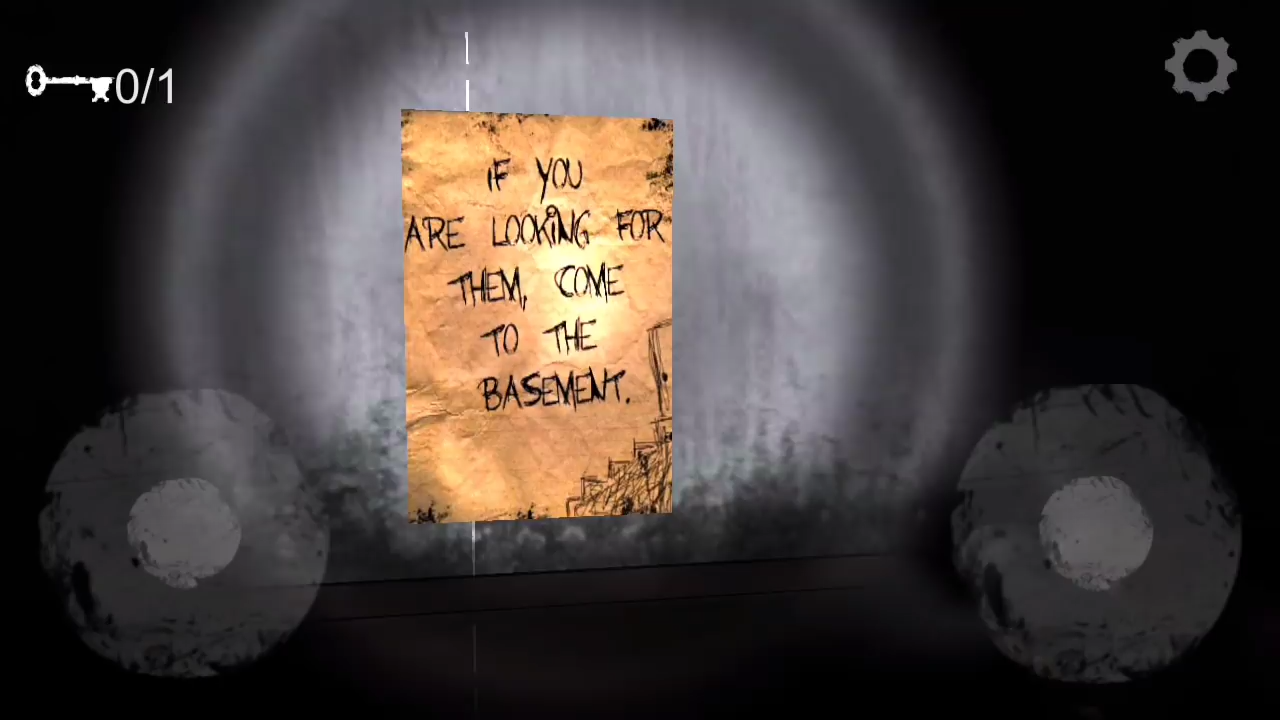 0/1
iF YOU
ARE LOOKiNG FOR
THEM, COME
TO THE
BASEMENT.